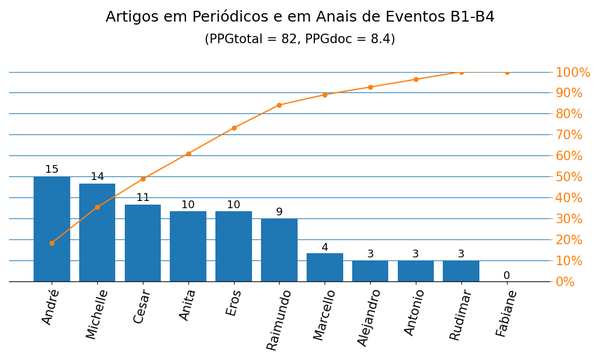 Artigos em Periódicos e em Anais de Eventos B1-B4
(PPGtotal = 82, PPGdoc = 8.4)
100%
90%
80%
70%
60%
50%
40%
30%
20%
10%
0%
15
14
11
10
10
9
4
3
3
3
0
André
Michelle
Cesar
Anita
Eros
Raimundo
Marcello
Alejandro
Antonio
Rudimar
Fabiane